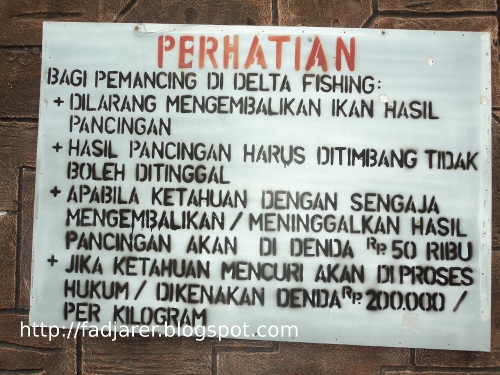 PERHATIAN
BAGI PEMANCING DI DELTA FISHING:
+ DILARANG MENGEMBALIKAN IKAN HASIL
PANCINGAN
+ HASIL PANCINGAN HARUS DITIMBANG TIDAK
BOLEH DITINGGAL
+ APABILA KETAHUAN DENGAN SENGAJA
MENGEMBALIKAN / MENINGGALKAN HASIL
PANCINGAN AKAN DI DENDA RP 50 RIBU
+ JIKA KETAHUAN MENCURI AKAN DI PROSES
HUKUM / DIKENAKAN DENDA RP 200.000 /
PER KILOGRAM
http://fadjarer.blogspot.com